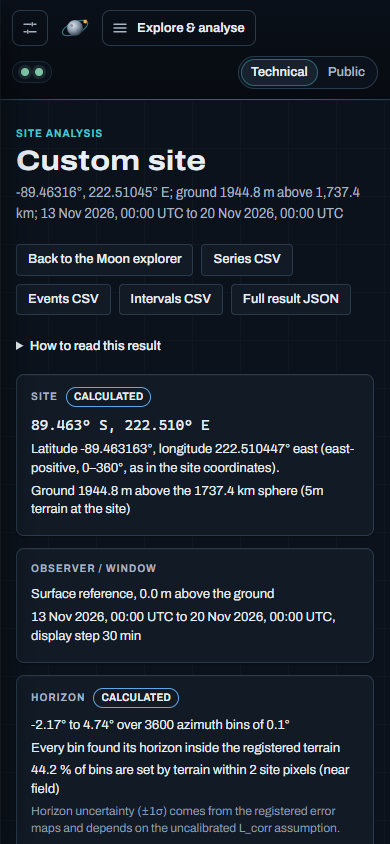 Explore & analyse
Technical Public
SITE ANALYSIS
Custom site
-89.46316°, 222.51045° E; ground 1944.8 m above 1,737.4
km; 13 Nov 2026, 00:00 UTC to 20 Nov 2026, 00:00 UTC
Back to the Moon explorer Series CSV
Events CSV Intervals CSV Full result JSON
How to read this result
SITE CALCULATED
89.463° S, 222.510° E
Latitude -89.463163°, longitude 222.510447° east (east-
positive, 0–360°, as in the site coordinates).
Ground 1944.8 m above the 1737.4 km sphere (5m
terrain at the site)
OBSERVER / WINDOW
Surface reference, 0.0 m above the ground
13 Nov 2026, 00:00 UTC to 20 Nov 2026, 00:00 UTC,
display step 30 min
HORIZON CALCULATED
-2.17° to 4.74° over 3600 azimuth bins of 0.1°
Every bin found its horizon inside the registered terrain
44.2 % of bins are set by terrain within 2 site pixels (near
field)
Horizon uncertainty (±1σ) comes from the registered error
maps and depends on the uncalibrated L_corr assumption.